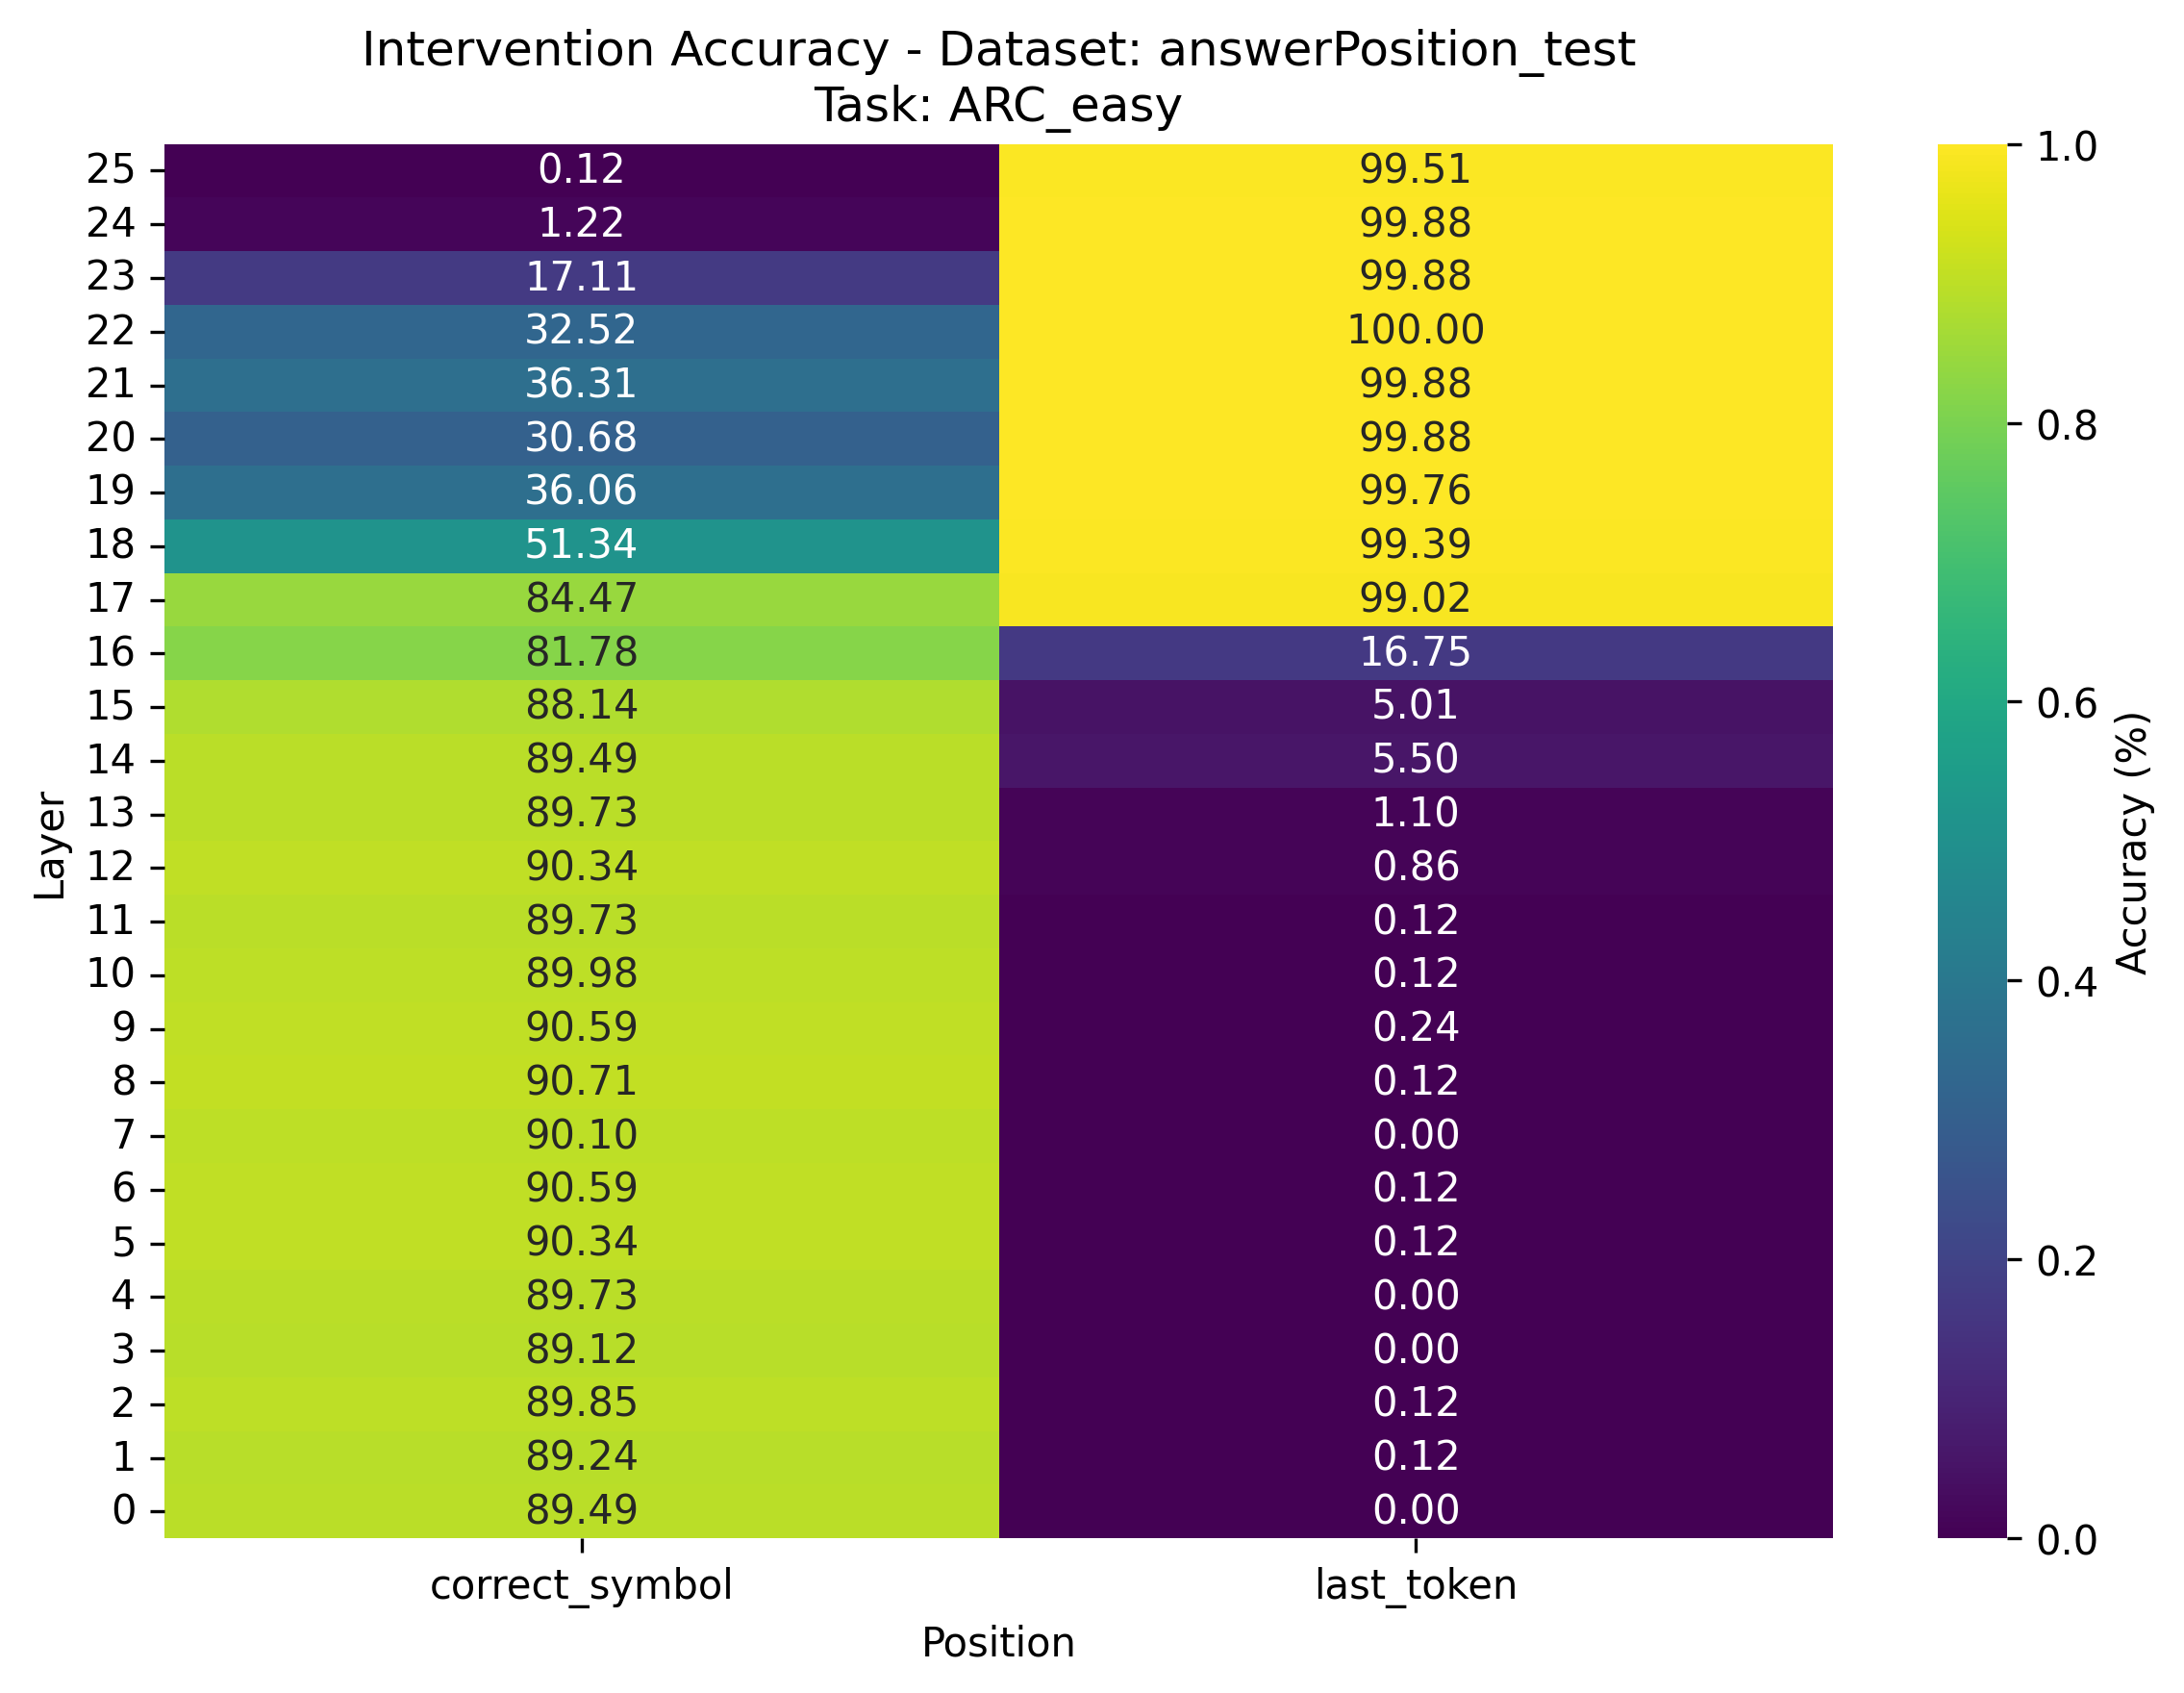 Intervention Accuracy - Dataset: answerPosition_test
Task: ARC_easy
25 0.12 99.51
24 1.22 99.88
23 17.11 99.88
22 32.52 100.00
21 36.31 99.88
20 30.68 99.88
19 36.06 99.76
18 51.34 99.39
17 84.47 99.02
16 81.78 16.75
15 88.14 5.01
14 89.49 5.50
13 89.73 1.10
12 90.34 0.86
11 89.73 0.12
10 89.98 0.12
9 90.59 0.24
8 90.71 0.12
7 90.10 0.00
6 90.59 0.12
5 90.34 0.12
4 89.73 0.00
3 89.12 0.00
2 89.85 0.12
1 89.24 0.12
0 89.49 0.00
correct_symbol last_token
Position
Layer
1.0
0.8
0.6
0.4
0.2
0.0
Accuracy (%)